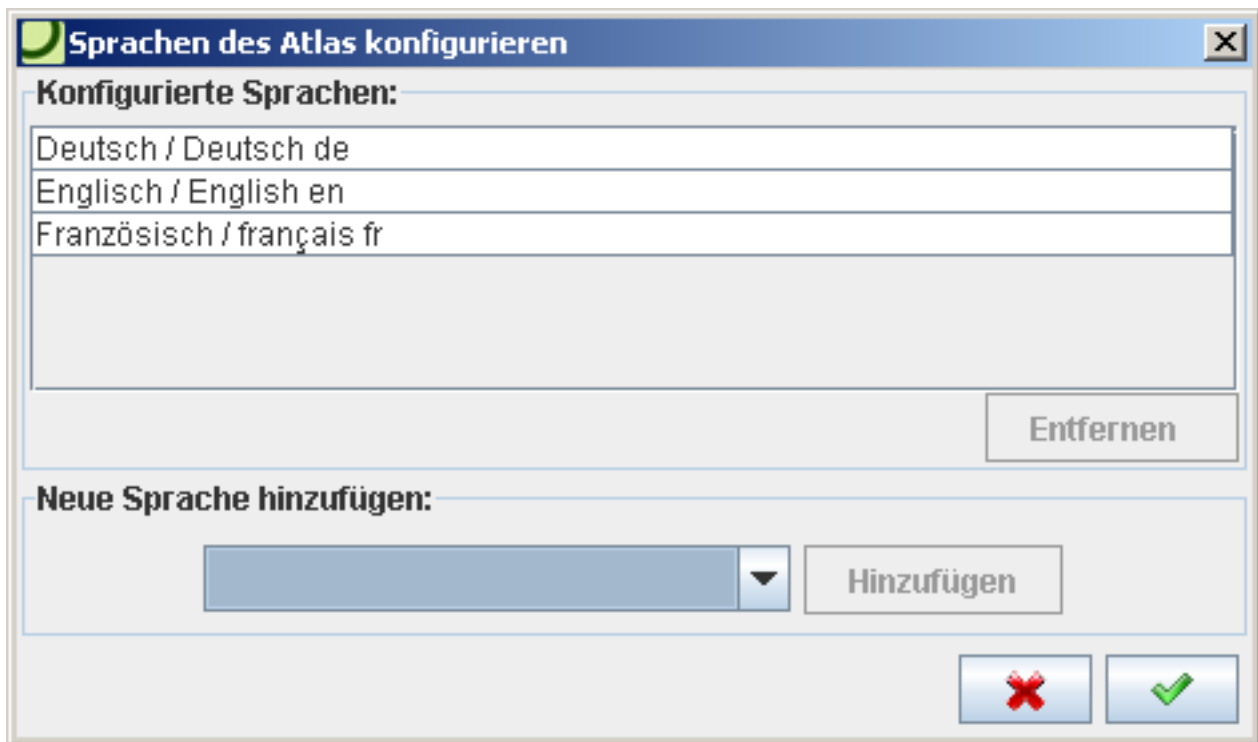 Sprachen des Atlas konfigurieren
Konfigurierte Sprachen:
Deutsch / Deutsch de
Englisch / English en
Französisch / français fr
Entfernen
Neue Sprache hinzufügen:
Hinzufügen